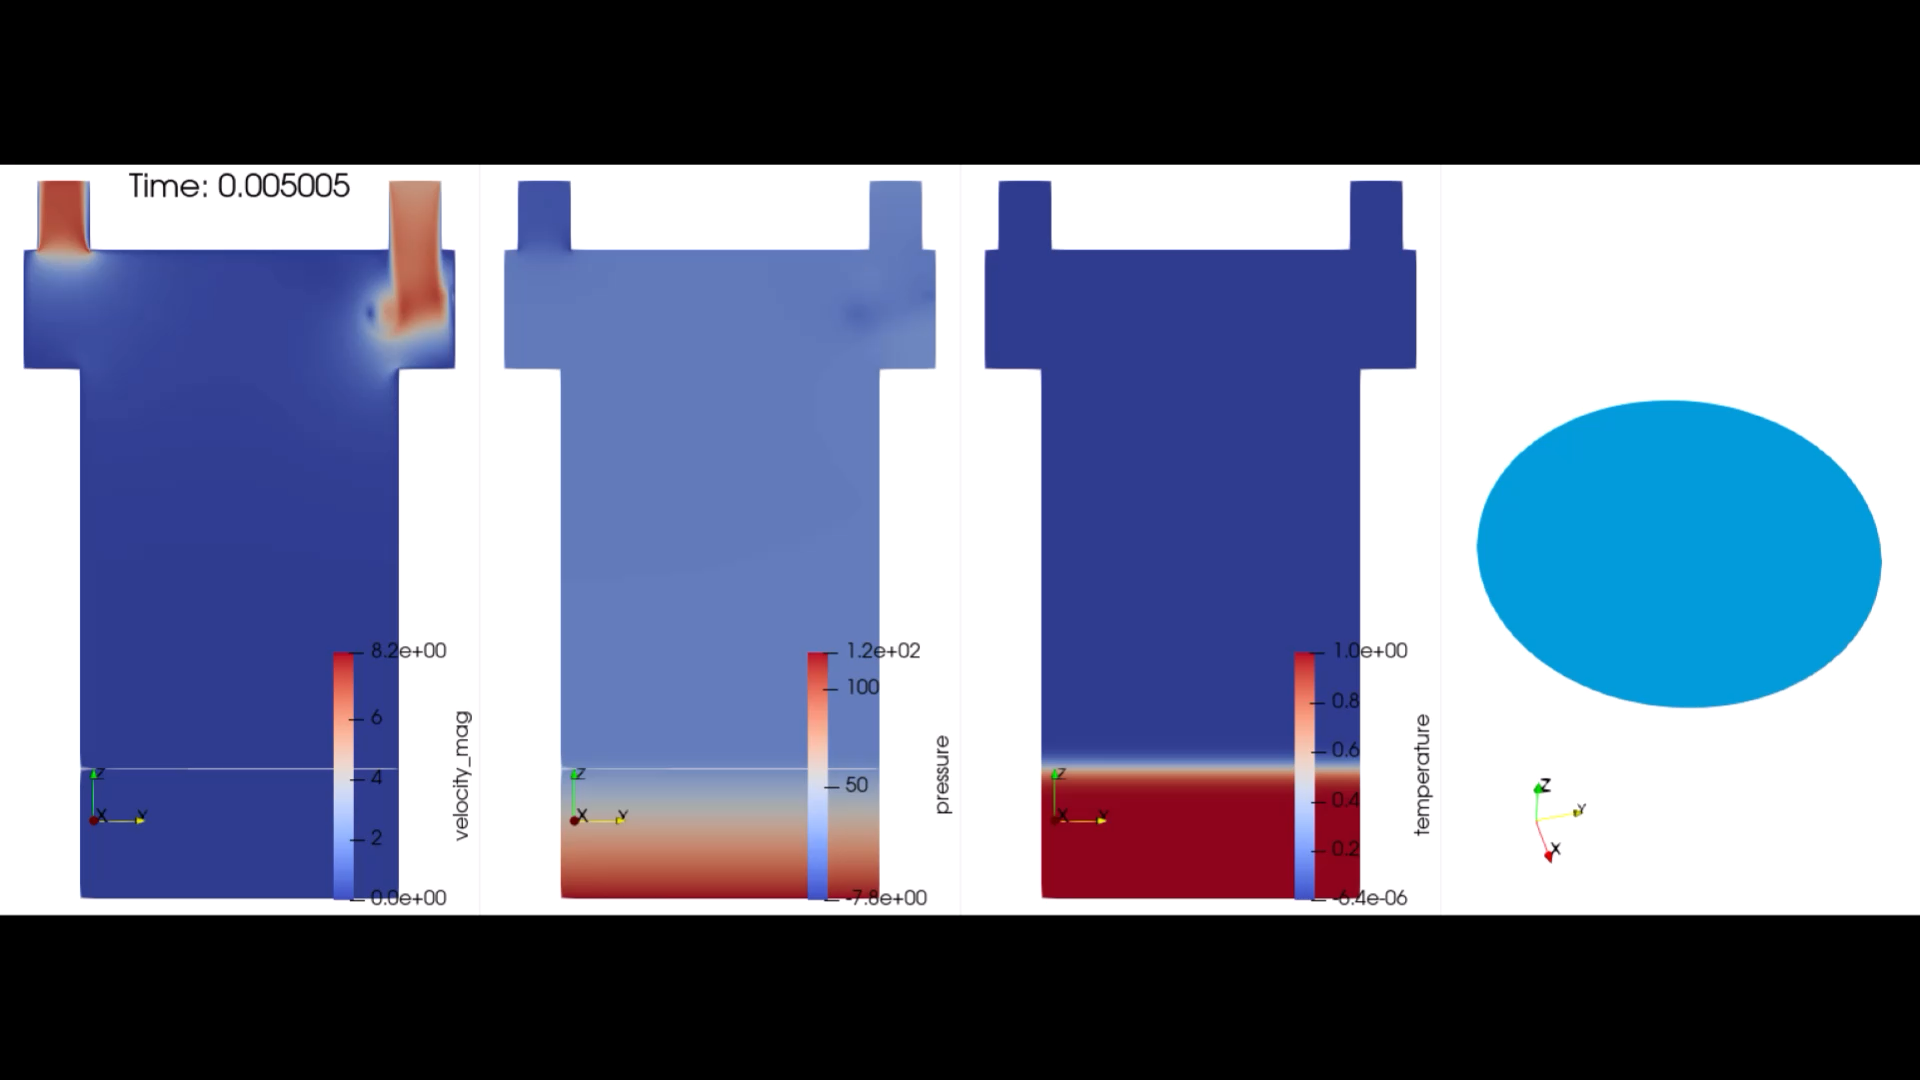 Time: 0.005005
8.2e+00
6
4
2
0.0e+00
velocity_mag
Z
X
Y
1.2e+02
100
50
-7.8e+00
pressure
Z
X
Y
1.0e+00
0.8
0.6
0.4
0.2
-6.4e-06
temperature
Z
X
Y
Z
Y
X